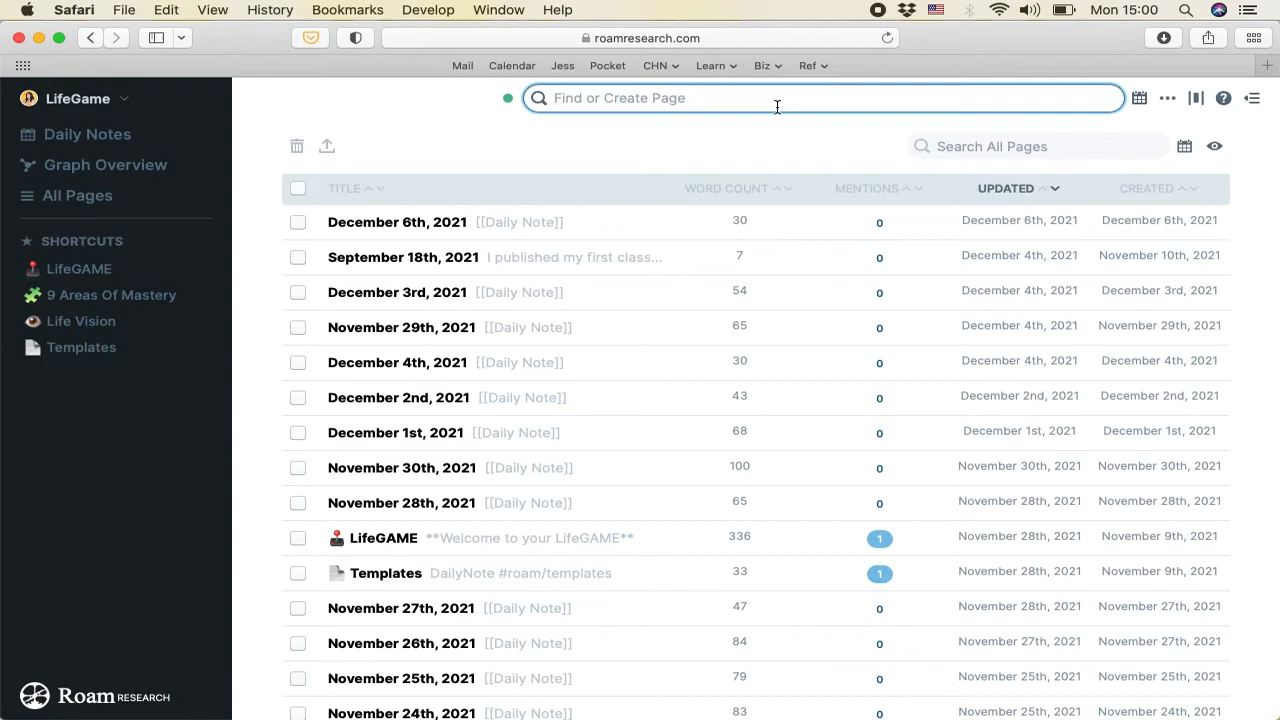 Safari File Edit View History Bookmarks Develop Window Help Mon 15:00
roamresearch.com
Mail Calendar Jess Pocket CHN Learn Biz Ref
LifeGame
Find or Create Page
Daily Notes
Graph Overview
All Pages
SHORTCUTS
LifeGAME
9 Areas Of Mastery
Life Vision
Templates
Roam RESEARCH
Search All Pages
TITLE WORD COUNT MENTIONS UPDATED CREATED
December 6th, 2021 [[Daily Note]] 30 0 December 6th, 2021 December 6th, 2021
September 18th, 2021 I published my first class... 7 0 December 4th, 2021 November 10th, 2021
December 3rd, 2021 [[Daily Note]] 54 0 December 4th, 2021 December 3rd, 2021
November 29th, 2021 [[Daily Note]] 65 0 December 4th, 2021 November 29th, 2021
December 4th, 2021 [[Daily Note]] 30 0 December 4th, 2021 December 4th, 2021
December 2nd, 2021 [[Daily Note]] 43 0 December 2nd, 2021 December 2nd, 2021
December 1st, 2021 [[Daily Note]] 68 0 December 1st, 2021 December 1st, 2021
November 30th, 2021 [[Daily Note]] 100 0 November 30th, 2021 November 30th, 2021
November 28th, 2021 [[Daily Note]] 65 0 November 28th, 2021 November 28th, 2021
LifeGAME **Welcome to your LifeGAME** 336 1 November 28th, 2021 November 9th, 2021
Templates DailyNote #roam/templates 33 1 November 28th, 2021 November 9th, 2021
November 27th, 2021 [[Daily Note]] 47 0 November 28th, 2021 November 27th, 2021
November 26th, 2021 [[Daily Note]] 84 0 November 27th, 2021 November 26th, 2021
November 25th, 2021 [[Daily Note]] 79 0 November 25th, 2021 November 25th, 2021
November 24th, 2021 [[Daily Note]] 83 0 November 24th, 2021 November 24th, 2021